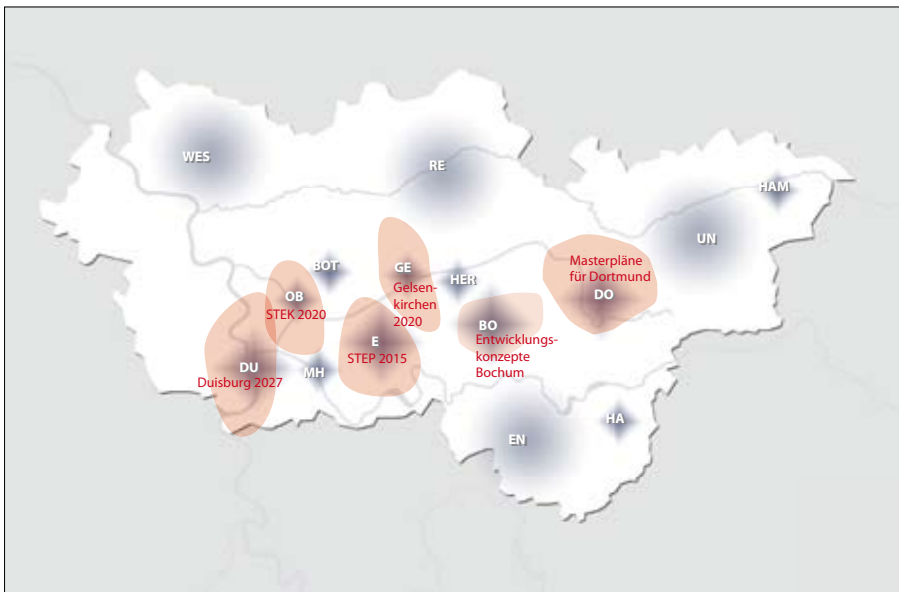 WES
RE
HAM
UN
BOT
GE
HER
Masterpläne
für Dortmund
DO
OB
STEK 2020
Gelsen-
kirchen
2020
E
STEP 2015
BO
Entwicklungs-
konzepte
Bochum
DU
Duisburg 2027
MH
HA
EN